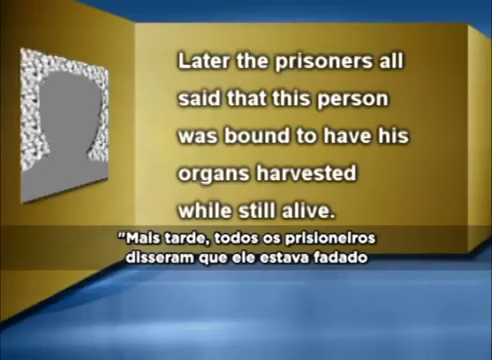 Later the prisoners all
said that this person
was bound to have his
organs harvested
while still alive.
"Mais tarde, todos os prisioneiros
disseram que ele estava fadado